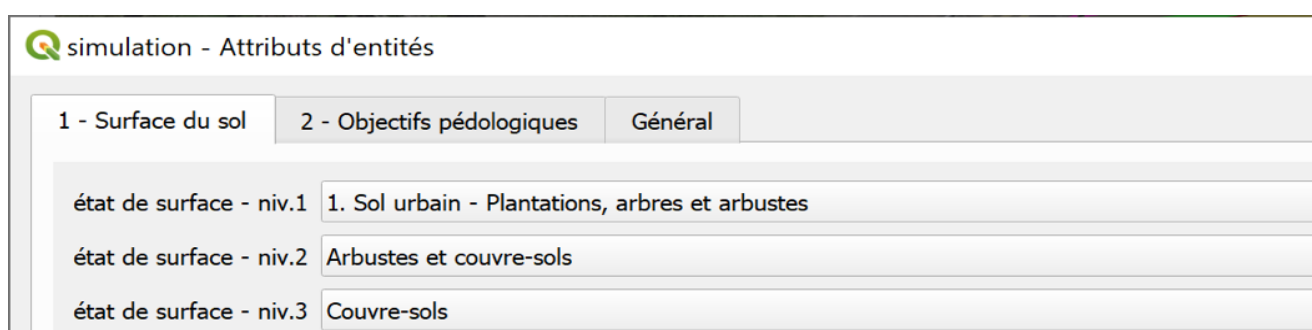 simulation - Attributs d'entités
1 - Surface du sol 2 - Objectifs pédologiques Général
état de surface - niv.1 1. Sol urbain - Plantations, arbres et arbustes
état de surface - niv.2 Arbustes et couvre-sols
état de surface - niv.3 Couvre-sols